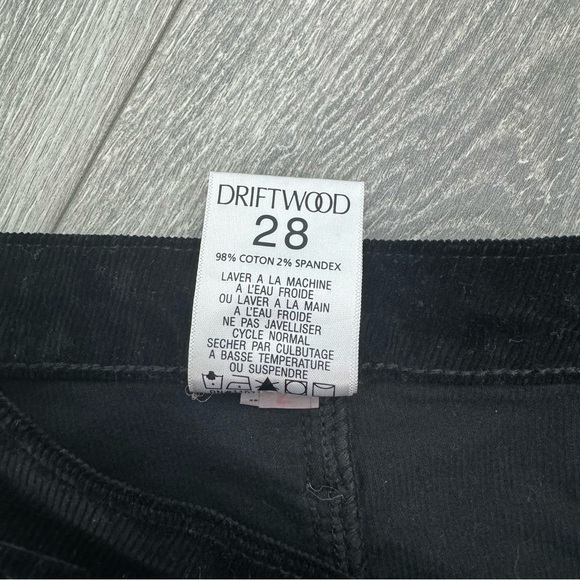 DRIFTWOOD
28
98% COTON 2% SPANDEX
LAVER A LA MACHINE
A L'EAU FROIDE
OU LAVER A LA MAIN
A L'EAU FROIDE
NE PAS JAVELLISER
CYCLE NORMAL
SECHER PAR CULBUTAGE
A BASSE TEMPERATURE
OU SUSPENDRE